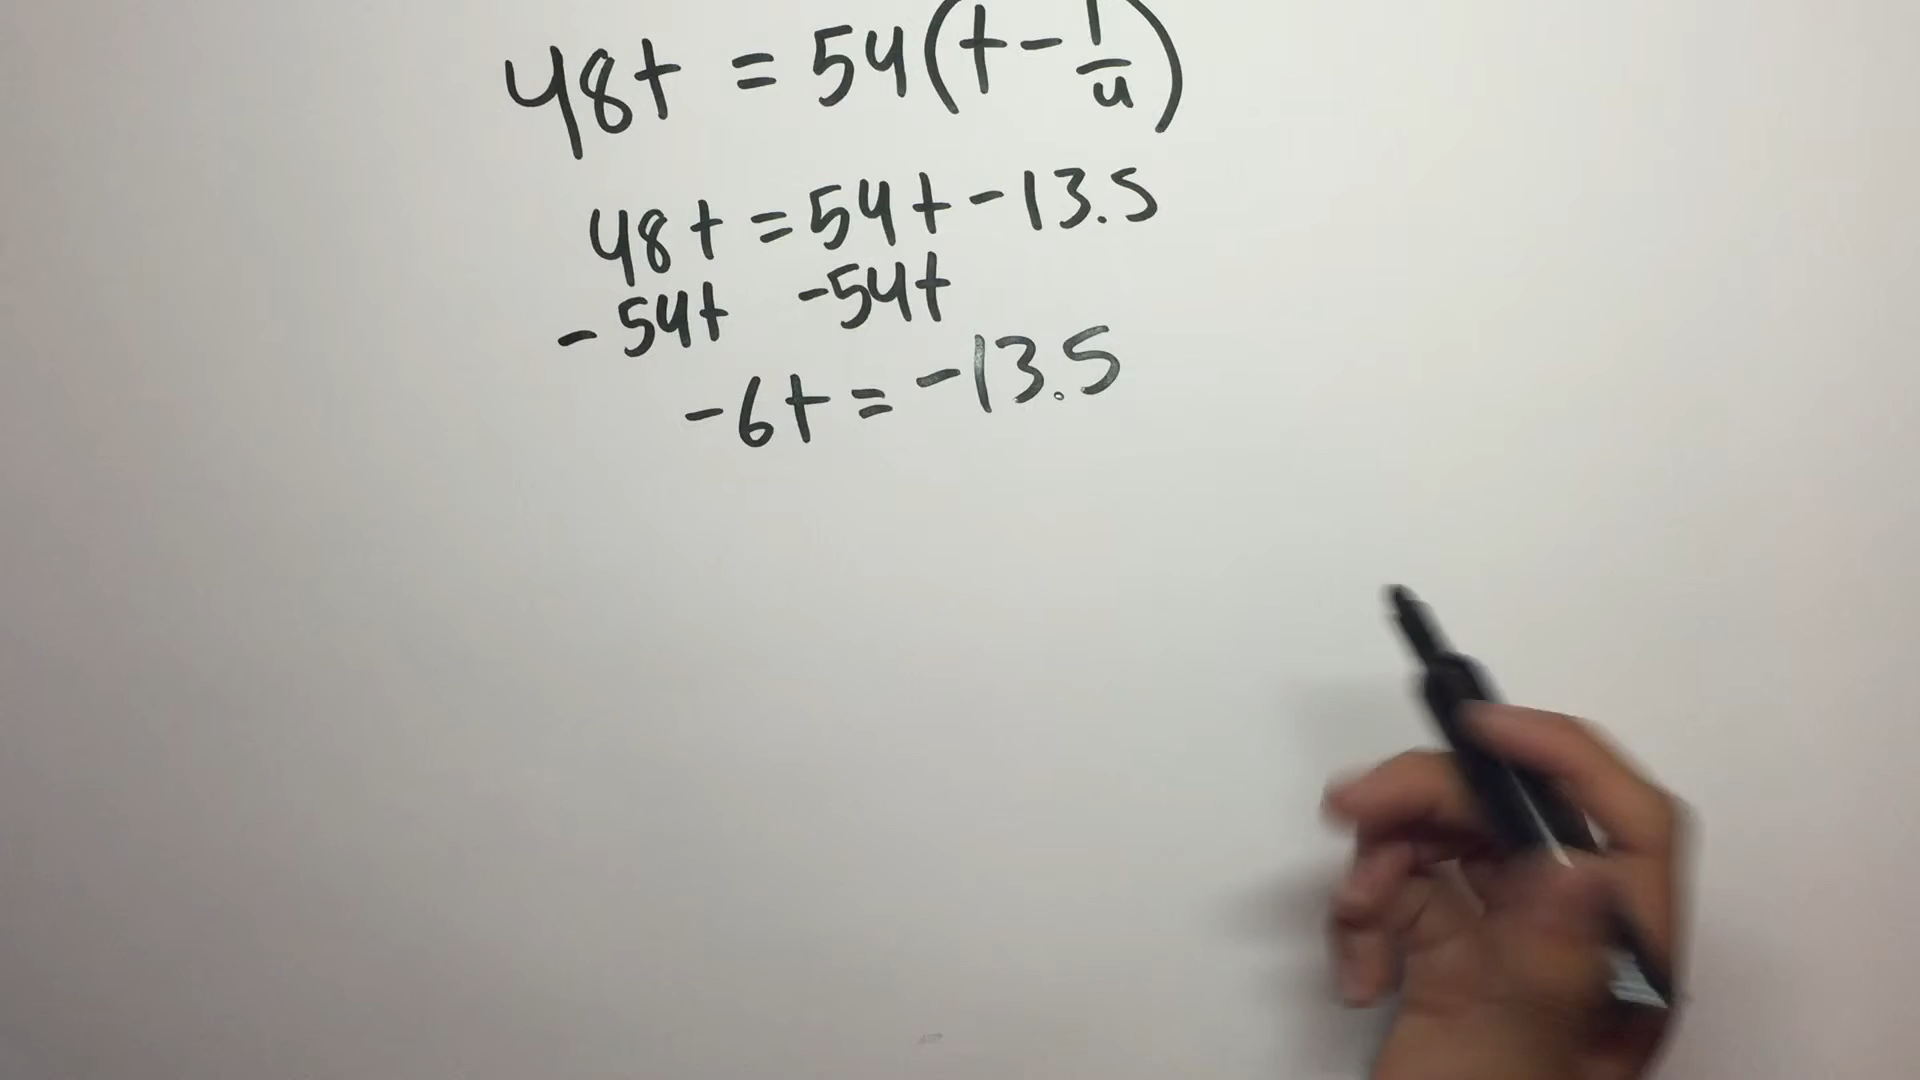 48t = 54(t - 1/4)
48t = 54t - 13.5
- 54t - 54t
-6t = -13.5